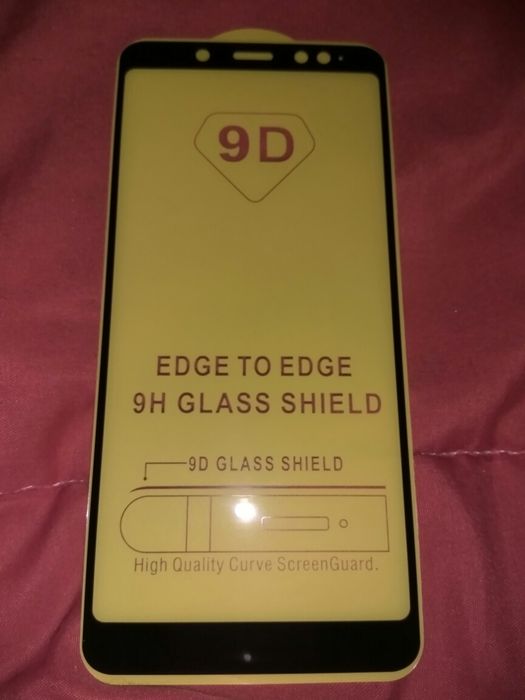 9D
EDGE TO EDGE
9H GLASS SHIELD
9D GLASS SHIELD
High Quality Curve ScreenGuard.